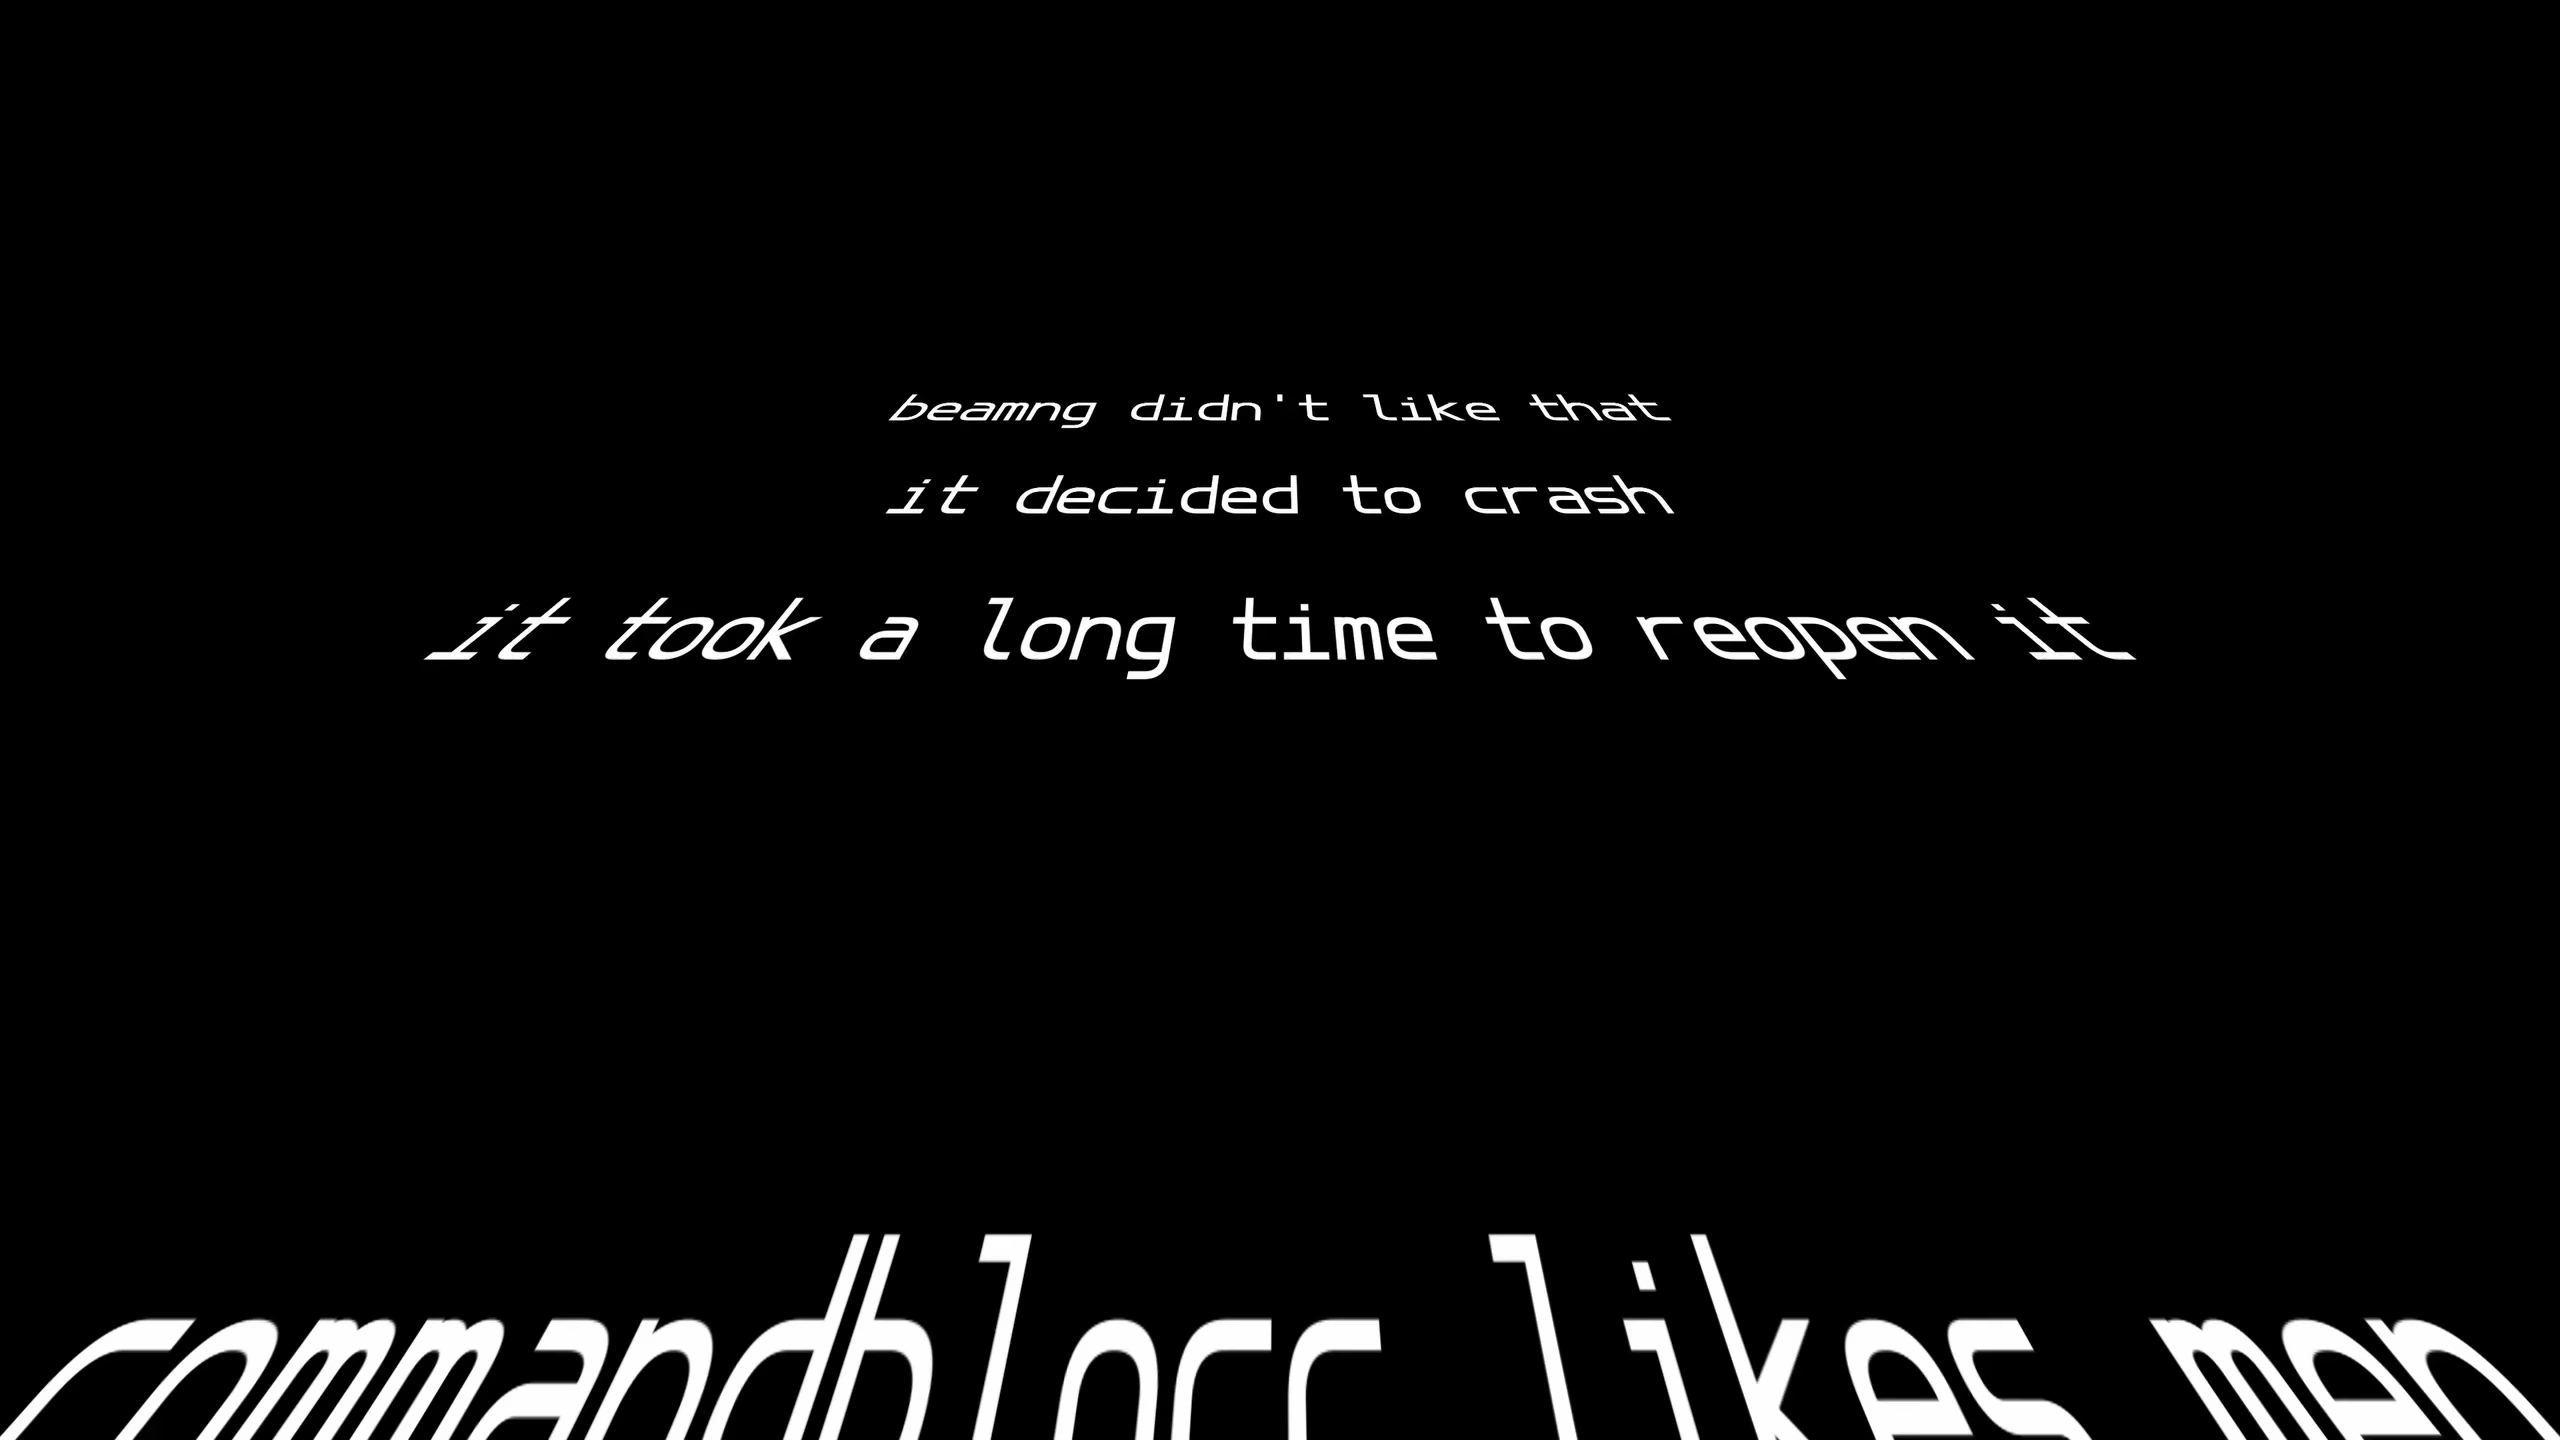 beamng didn't like that
it decided to crash
it took a long time to reopen it
commandblocc likes men